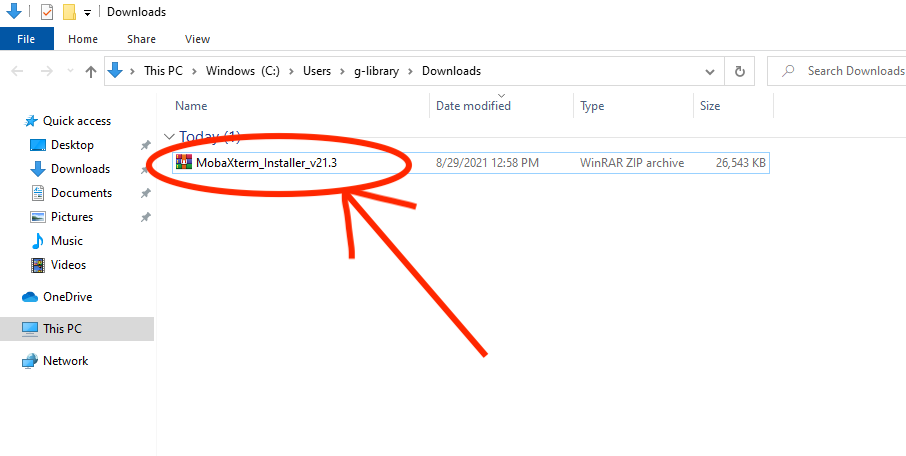 Downloads
File Home Share View
This PC Windows (C:) Users g-library Downloads Search Downloads
Name Date modified Type Size
Quick access
Today (1)
Desktop
MobaXterm_Installer_v21.3 8/29/2021 12:58 PM WinRAR ZIP archive 26,543 KB
Downloads
Documents
Pictures
Music
Videos
OneDrive
This PC
Network